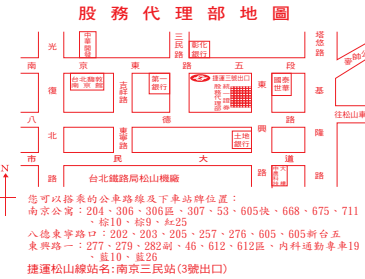 股務代理部地圖
光復北路
中華開發
三民路
彰化銀行
塔悠路
南京東路五段
台北馥敦南京館
吉祥路
第一銀行
捷運三號出口
統一證券
股務代理部
東興路
國泰世華
基隆路
八德路
往松山車
東寧路
土地銀行
市民大道
台北鐵路局松山機廠
N
您可以搭乘的公車路線及下車站牌位置：
南京公寓：204、306、306區、307、53、605快、668、675、711
、棕10、棕9、紅25
八德東寧路口：202、203、205、257、276、605、605新台五
東興路一：277、279、282副、46、612、612區、內科通勤專車19
、藍10、藍26
捷運松山線站名：南京三民站(3號出口)